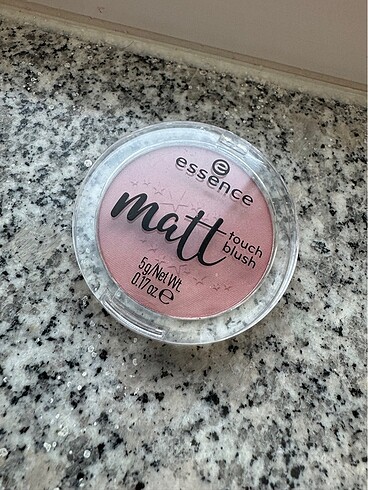 essence
matt
touch
blush
5g/Net Wt.
0.17oz℮